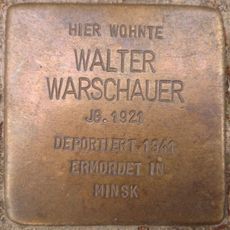 HIER WOHNTE
WALTER
WARSCHAUER
JG. 1921
DEPORTIERT 1941
ERMORDET IN
MINSK